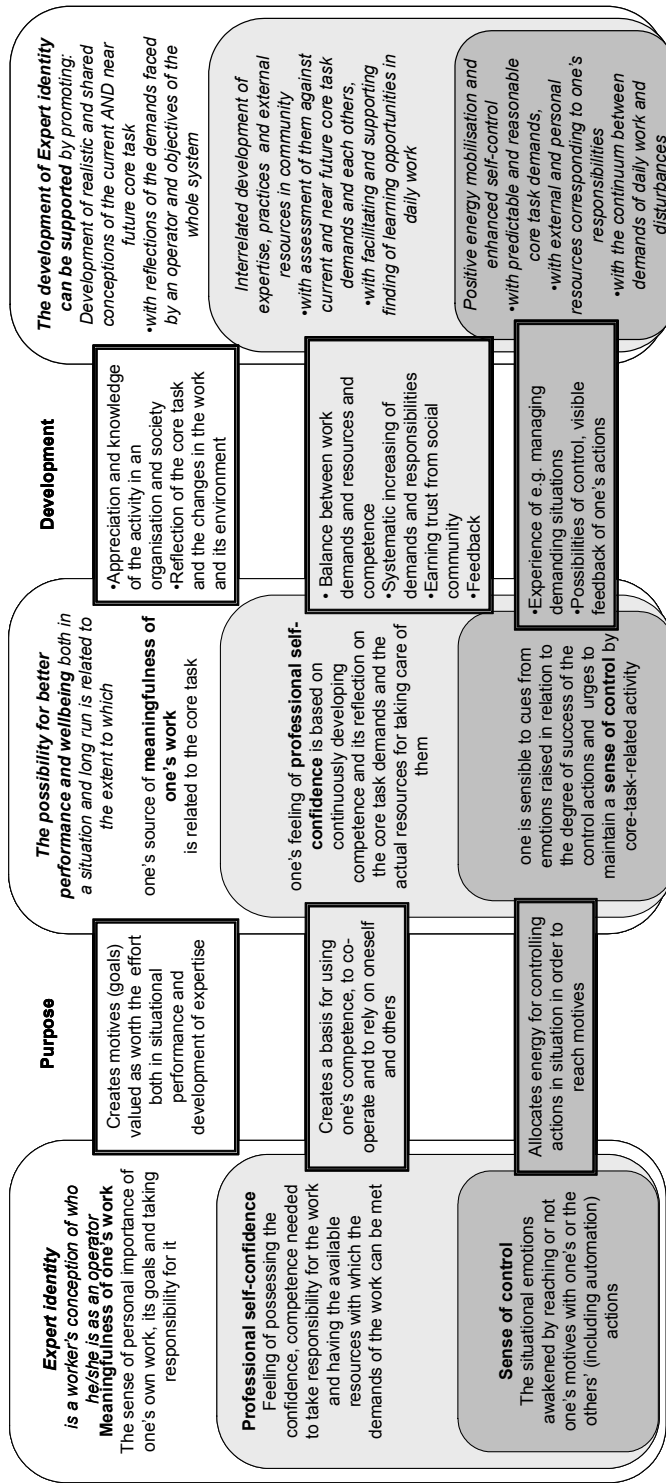 Expert identity
is a worker's conception of who
he/she is as an operator
Meaningfulness of one's work
The sense of personal importance of
one's own work, its goals and taking
responsibility for it
Professional self-confidence
Feeling of possessing the
confidence, competence needed
to take responsibility for the work
and having the available
resources with which the
demands of the work can be met
Sense of control
The situational emotions
awakened by reaching or not
one's motives with one's or the
others' (including automation)
actions
Purpose
Creates motives (goals)
valued as worth the effort
both in situational
performance and
development of expertise
Creates a basis for using
one's competence, to co-
operate and to rely on oneself
and others
Allocates energy for controlling
actions in situation in order to
reach motives
The possibility for better
performance and wellbeing both in
a situation and long run is related to
the extent to which
one's source of meaningfulness of
one's work
is related to the core task
one's feeling of professional self-
confidence is based on
continuously developing
competence and its reflection on
the core task demands and the
actual resources for taking care of
them
one is sensible to cues from
emotions raised in relation to
the degree of success of the
control actions and urges to
maintain a sense of control by
core-task-related activity
Development
•Appreciation and knowledge
of the activity in an
organisation and society
•Reflection of the core task
and the changes in the work
and its environment
• Balance between work
demands and resources and
competence
•Systematic increasing of
demands and responsibilities
•Earning trust from social
community
•Feedback
•Experience of e.g. managing
demanding situations
•Possibilities of control, visible
feedback of one's actions
The development of Expert identity
can be supported by promoting:
Development of realistic and shared
conceptions of the current AND near
future core task
•with reflections of the demands faced
by an operator and objectives of the
whole system
Interrelated development of
expertise, practices and external
resources in community
•with assessment of them against
current and near future core task
demands and each others,
•with facilitating and supporting
finding of learning opportunities in
daily work
Positive energy mobilisation and
enhanced self-control
•with predictable and reasonable
core task demands,
•with external and personal
resources corresponding to one's
responsibilities
•with the continuum between
demands of daily work and
disturbances